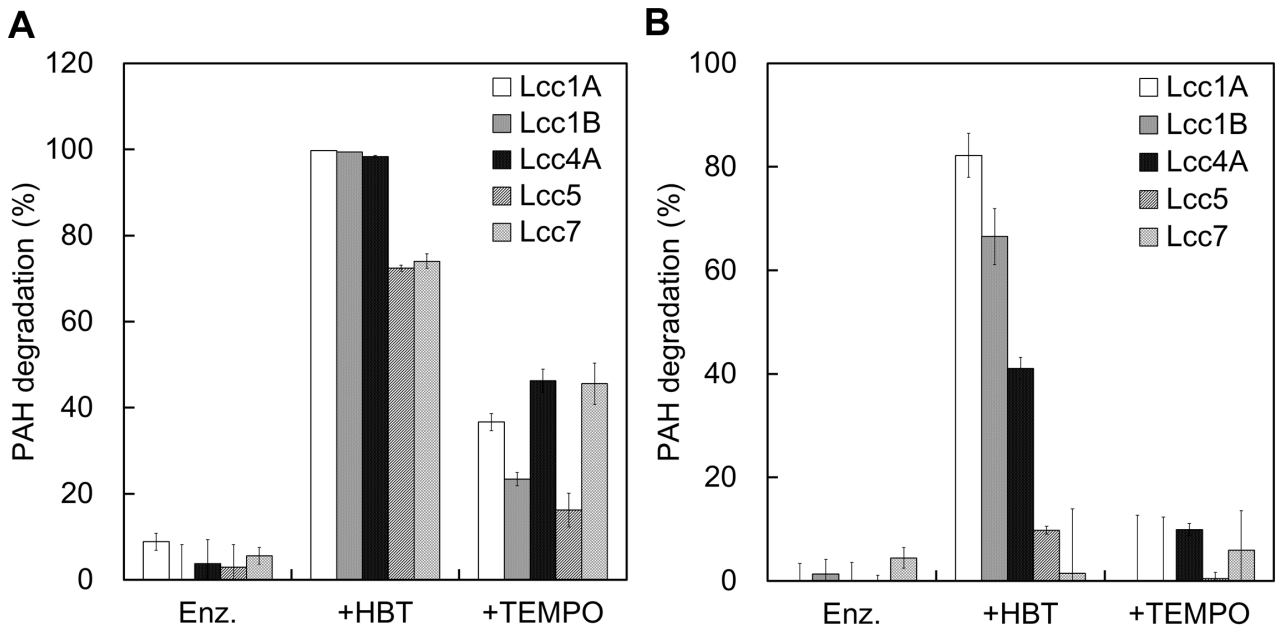 A
PAH degradation (%)
120
100
80
60
40
20
0
Lcc1A
Lcc1B
Lcc4A
Lcc5
Lcc7
Enz.
+HBT
+TEMPO
B
PAH degradation (%)
100
80
60
40
20
0
Lcc1A
Lcc1B
Lcc4A
Lcc5
Lcc7
Enz.
+HBT
+TEMPO